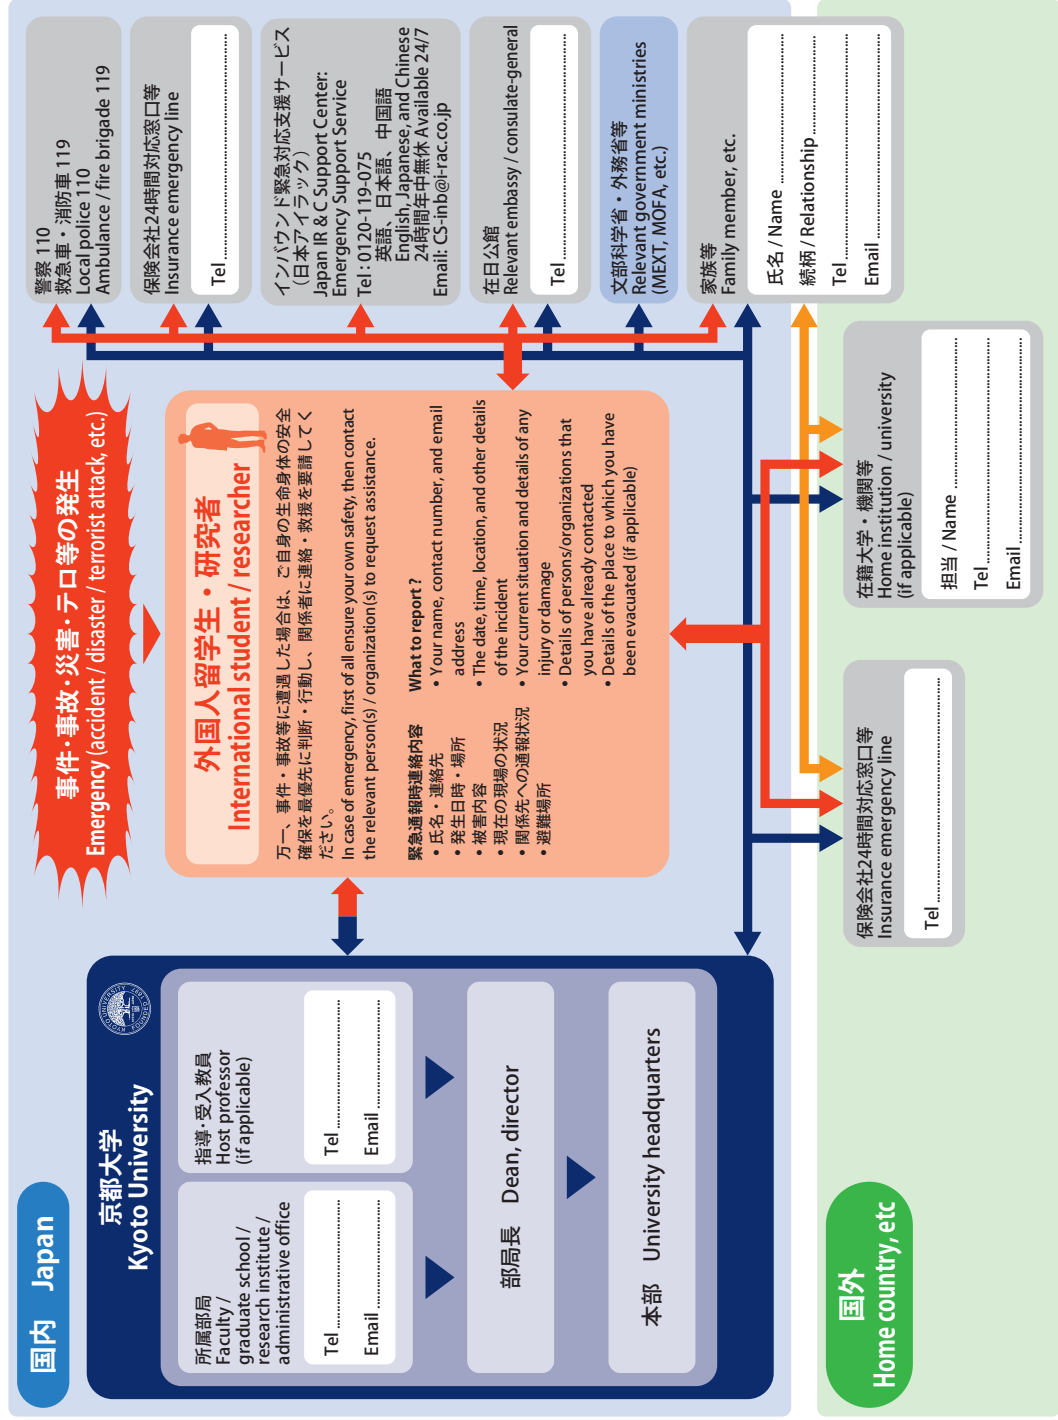 国内　Japan
事件・事故・災害・テロ等の発生
Emergency (accident / disaster / terrorist attack, etc.)
京都大学
Kyoto University
KYOTO UNIVERSITY
FOUNDED 1897
所属部局
Faculty /
graduate school /
research institute /
administrative office
Tel
Email
指導・受入教員
Host professor
(if applicable)
Tel
Email
部局長　Dean, director
本部　University headquarters
外国人留学生・研究者
International student / researcher
万一、事件・事故等に遭遇した場合は、ご自身の生命身体の安全
確保を最優先に判断・行動し、関係者に連絡・救援を要請してく
ださい。
In case of emergency, first of all ensure your own safety, then contact
the relevant person(s) / organization(s) to request assistance.
緊急通報時連絡内容
• 氏名・連絡先
• 発生日時・場所
• 被害内容
• 現在の現場の状況
• 関係先への通報状況
• 避難場所
What to report ?
• Your name, contact number, and email
address
• The date, time, location, and other details
of the incident
• Your current situation and details of any
injury or damage
• Details of persons/organizations that
you have already contacted
• Details of the place to which you have
been evacuated (if applicable)
警察 110
救急車・消防車 119
Local police 110
Ambulance / fire brigade 119
保険会社24時間対応窓口等
Insurance emergency line
Tel
インバウンド緊急対応支援サービス
（日本アイラック）
Japan IR & C Support Center:
Emergency Support Service
Tel : 0120-119-075
英語、日本語、中国語
English, Japanese, and Chinese
24時間年中無休 Available 24/7
Email: CS-inb@i-rac.co.jp
在日公館
Relevant embassy / consulate-general
Tel
文部科学省・外務省等
Relevant government ministries
(MEXT, MOFA, etc.)
家族等
Family member, etc.
氏名 / Name
続柄 / Relationship
Tel
Email
国外
Home country, etc
保険会社24時間対応窓口等
Insurance emergency line
Tel
在籍大学・機関等
Home institution / university
(if applicable)
担当 / Name
Tel
Email